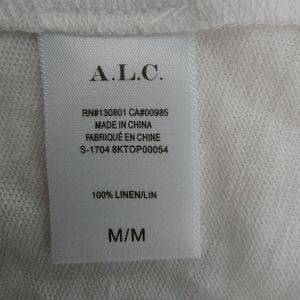 A.L.C.
RN#130801 CA#00985
MADE IN CHINA
FABRIQUÉ EN CHINE
S-1704 8KTOP00054
100% LINEN/LIN
M/M